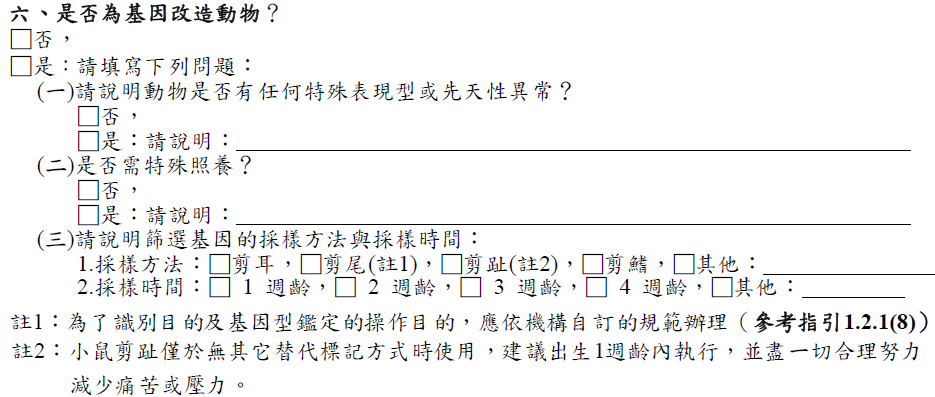 六、是否為基因改造動物？
□否，
□是：請填寫下列問題：
(一)請說明動物是否有任何特殊表現型或先天性異常？
□否，
□是：請說明：
(二)是否需特殊照養？
□否，
□是：請說明：
(三)請說明篩選基因的採樣方法與採樣時間：
1.採樣方法：□剪耳，□剪尾(註1)，□剪趾(註2)，□剪鰭，□其他：
2.採樣時間：□ 1 週齡，□ 2 週齡，□ 3 週齡，□ 4 週齡，□其他：
註1：為了識別目的及基因型鑑定的操作目的，應依機構自訂的規範辦理（參考指引1.2.1(8)）
註2：小鼠剪趾僅於無其它替代標記方式時使用，建議出生1週齡內執行，並盡一切合理努力
減少痛苦或壓力。